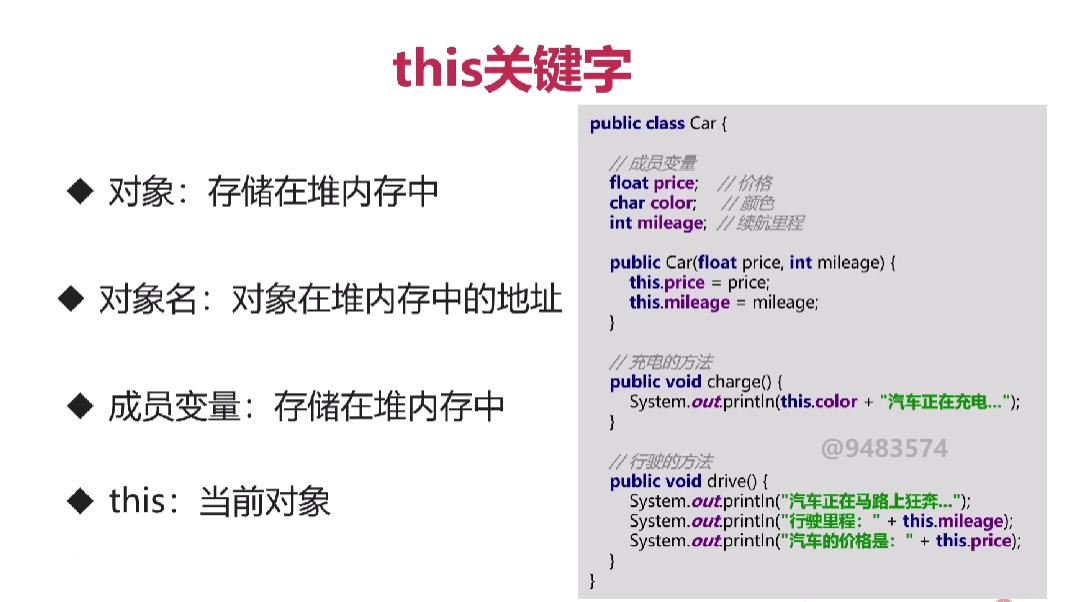 this关键字
◆ 对象：存储在堆内存中
◆ 对象名：对象在堆内存中的地址
◆ 成员变量：存储在堆内存中
◆ this：当前对象
public class Car {
// 成员变量
float price; // 价格
char color; // 颜色
int mileage; // 续航里程
public Car(float price, int mileage) {
this.price = price;
this.mileage = mileage;
}
// 充电的方法
public void charge() {
System.out.println(this.color + "汽车正在充电...");
}
@9483574
// 行驶的方法
public void drive() {
System.out.println("汽车正在马路上狂奔...");
System.out.println("行驶里程：" + this.mileage);
System.out.println("汽车的价格是：" + this.price);
}
}